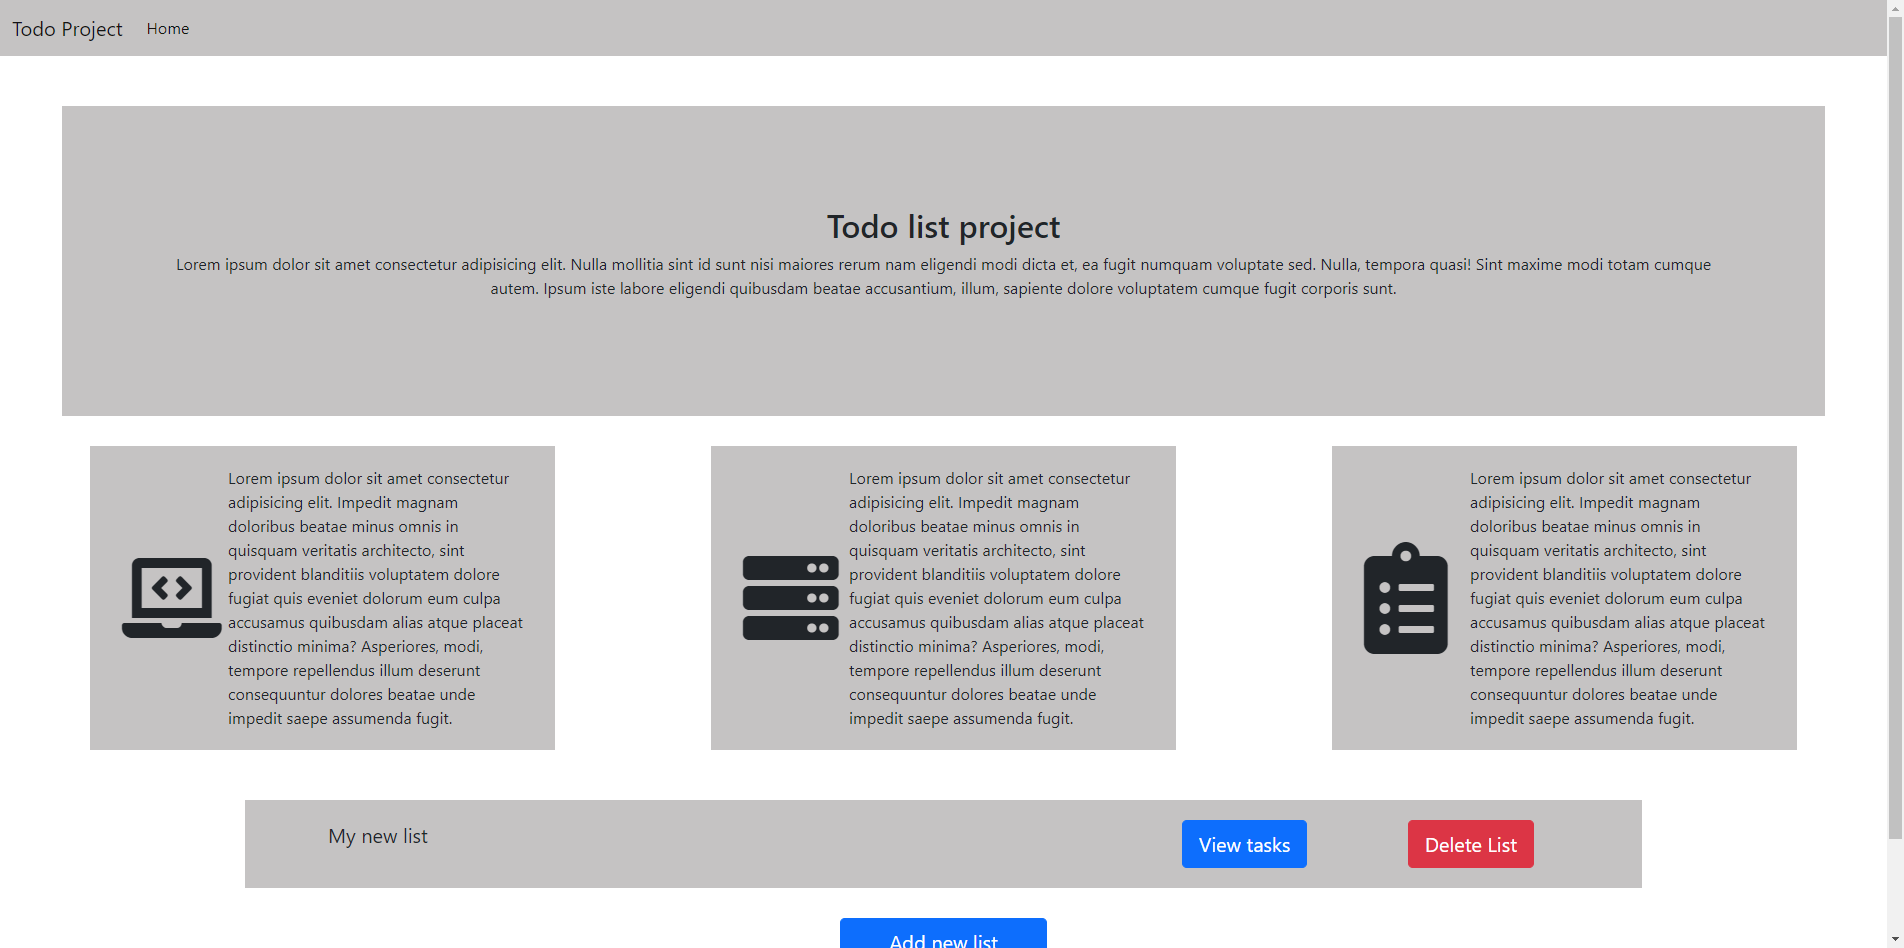 Todo Project Home
Todo list project
Lorem ipsum dolor sit amet consectetur adipisicing elit. Nulla mollitia sint id sunt nisi maiores rerum nam eligendi modi dicta et, ea fugit numquam voluptate sed. Nulla, tempora quasi! Sint maxime modi totam cumque
autem. Ipsum iste labore eligendi quibusdam beatae accusantium, illum, sapiente dolore voluptatem cumque fugit corporis sunt.
Lorem ipsum dolor sit amet consectetur
adipisicing elit. Impedit magnam
doloribus beatae minus omnis in
quisquam veritatis architecto, sint
provident blanditiis voluptatem dolore
fugiat quis eveniet dolorum eum culpa
accusamus quibusdam alias atque placeat
distinctio minima? Asperiores, modi,
tempore repellendus illum deserunt
consequuntur dolores beatae unde
impedit saepe assumenda fugit.
Lorem ipsum dolor sit amet consectetur
adipisicing elit. Impedit magnam
doloribus beatae minus omnis in
quisquam veritatis architecto, sint
provident blanditiis voluptatem dolore
fugiat quis eveniet dolorum eum culpa
accusamus quibusdam alias atque placeat
distinctio minima? Asperiores, modi,
tempore repellendus illum deserunt
consequuntur dolores beatae unde
impedit saepe assumenda fugit.
Lorem ipsum dolor sit amet consectetur
adipisicing elit. Impedit magnam
doloribus beatae minus omnis in
quisquam veritatis architecto, sint
provident blanditiis voluptatem dolore
fugiat quis eveniet dolorum eum culpa
accusamus quibusdam alias atque placeat
distinctio minima? Asperiores, modi,
tempore repellendus illum deserunt
consequuntur dolores beatae unde
impedit saepe assumenda fugit.
My new list View tasks Delete List
Add new list